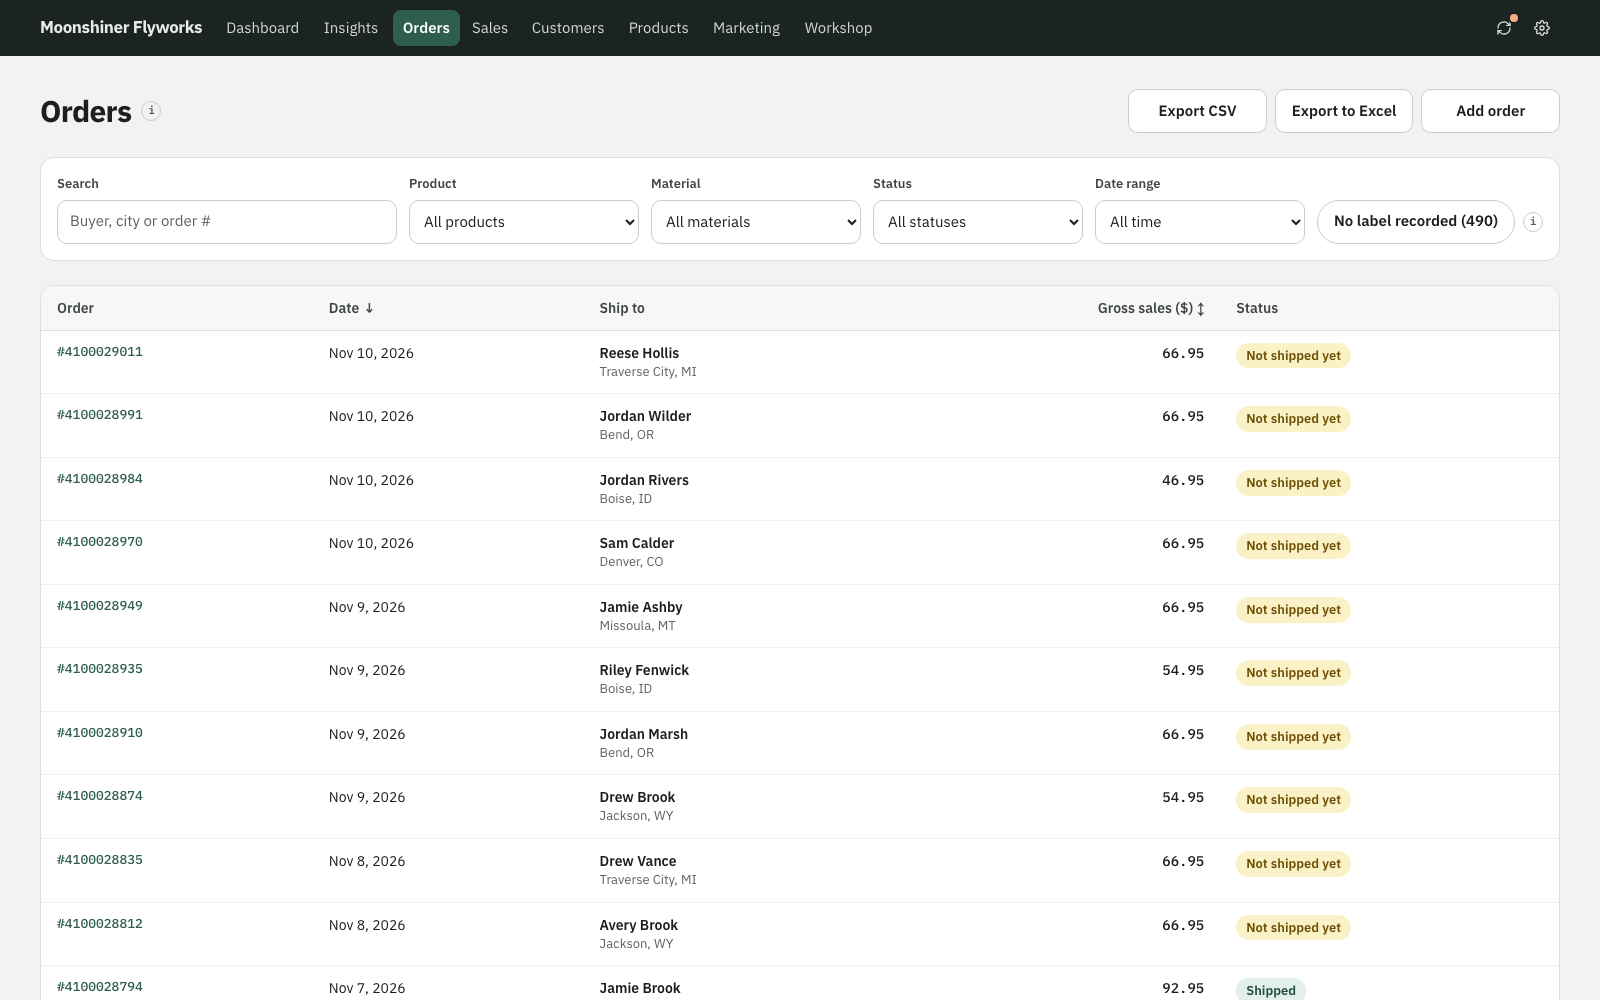 Moonshiner Flyworks Dashboard Insights Orders Sales Customers Products Marketing Workshop
Orders i
Export CSV Export to Excel Add order
Search Product Material Status Date range
Buyer, city or order # All products All materials All statuses All time No label recorded (490) i
Order Date ↓ Ship to Gross sales ($) ↕ Status
#4100029011 Nov 10, 2026 Reese Hollis 66.95 Not shipped yet
Traverse City, MI
#4100028991 Nov 10, 2026 Jordan Wilder 66.95 Not shipped yet
Bend, OR
#4100028984 Nov 10, 2026 Jordan Rivers 46.95 Not shipped yet
Boise, ID
#4100028970 Nov 10, 2026 Sam Calder 66.95 Not shipped yet
Denver, CO
#4100028949 Nov 9, 2026 Jamie Ashby 66.95 Not shipped yet
Missoula, MT
#4100028935 Nov 9, 2026 Riley Fenwick 54.95 Not shipped yet
Boise, ID
#4100028910 Nov 9, 2026 Jordan Marsh 66.95 Not shipped yet
Bend, OR
#4100028874 Nov 9, 2026 Drew Brook 54.95 Not shipped yet
Jackson, WY
#4100028835 Nov 8, 2026 Drew Vance 66.95 Not shipped yet
Traverse City, MI
#4100028812 Nov 8, 2026 Avery Brook 66.95 Not shipped yet
Jackson, WY
#4100028794 Nov 7, 2026 Jamie Brook 92.95 Shipped